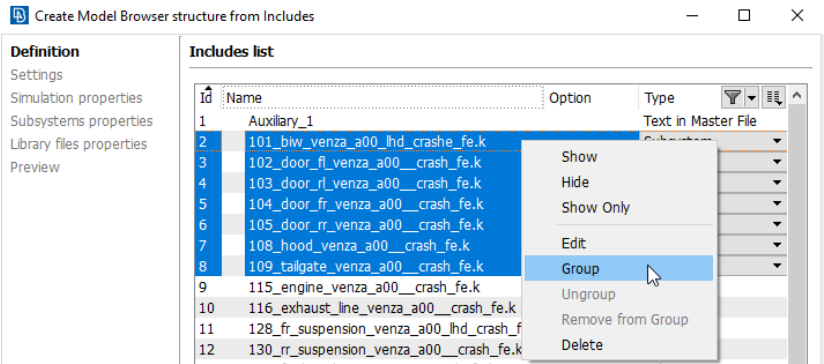 Create Model Browser structure from Includes
Definition
Settings
Simulation properties
Subsystems properties
Library files properties
Preview
Includes list
Id Name Option Type
1 Auxiliary_1 Text in Master File
2 101_biw_venza_a00_lhd_crashe_fe.k Subsystem
3 102_door_fl_venza_a00__crash_fe.k
4 103_door_rl_venza_a00__crash_fe.k
5 104_door_fr_venza_a00__crash_fe.k
6 105_door_rr_venza_a00__crash_fe.k
7 108_hood_venza_a00__crash_fe.k
8 109_tailgate_venza_a00__crash_fe.k
9 115_engine_venza_a00__crash_fe.k
10 116_exhaust_line_venza_a00__crash_fe.k
11 128_fr_suspension_venza_a00_lhd_crash_f
12 130_rr_suspension_venza_a00__crash_fe.k
Show
Hide
Show Only
Edit
Group
Ungroup
Remove from Group
Delete